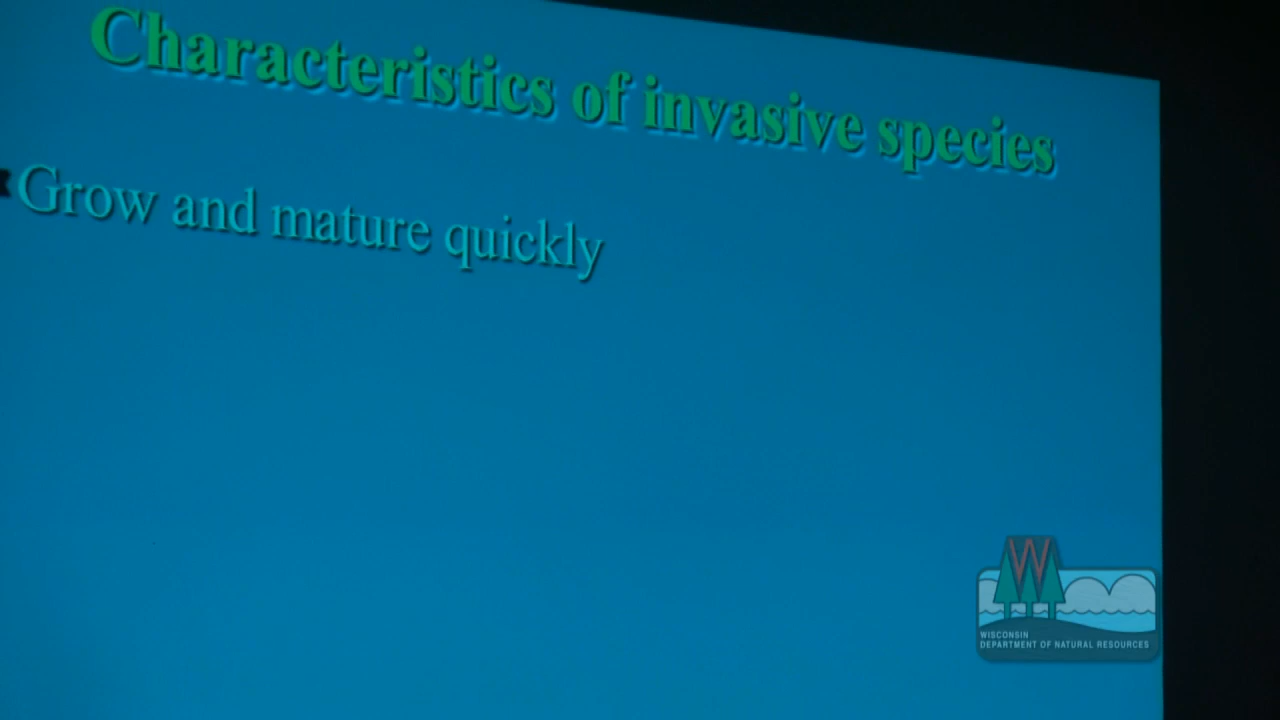 Characteristics of invasive species
Grow and mature quickly
W
WISCONSIN
DEPARTMENT OF NATURAL RESOURCES